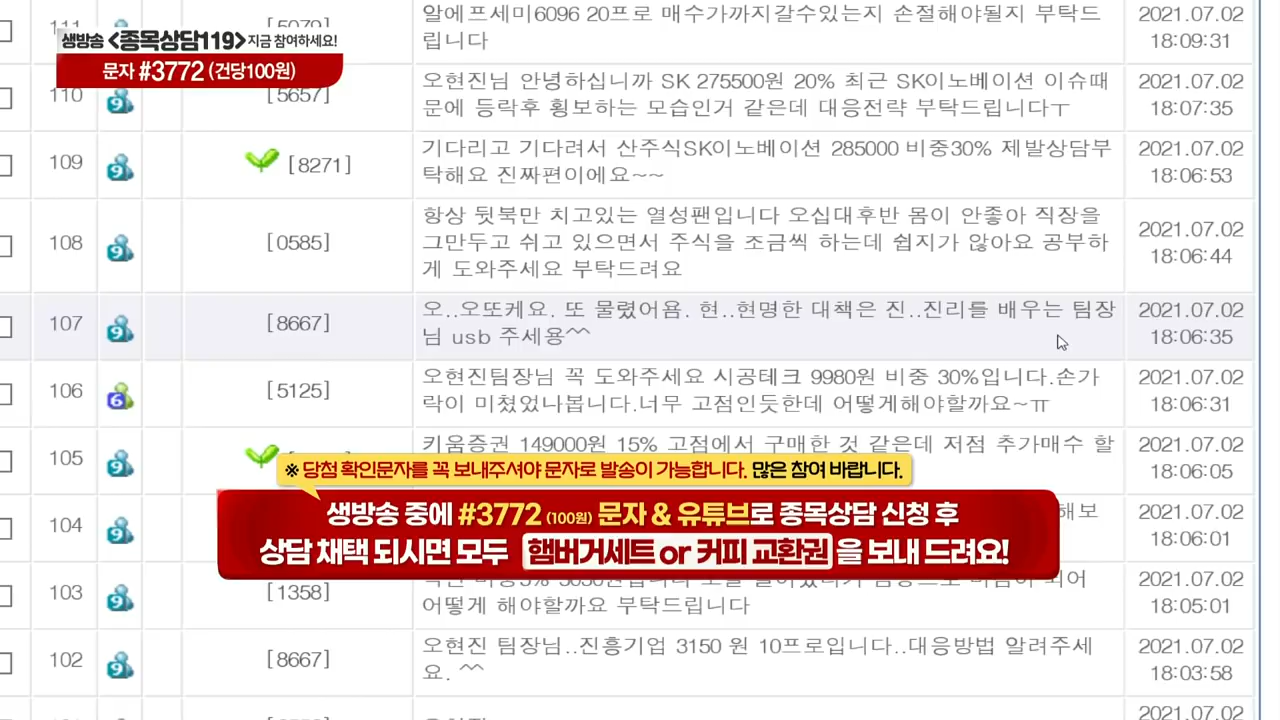 111
[5079]
알에프세미6096 20프로 매수가까지갈수있는지 손절해야될지 부탁드
립니다
2021.07.02
18:09:31
생방송 <종목상담119> 지금 참여하세요!
문자 #3772 (건당100원)
110
[5657]
오현진님 안녕하십니까 SK 275500원 20% 최근 SK이노베이션 이슈때
문에 등락후 횡보하는 모습인거 같은데 대응전략 부탁드립니다ㅜ
2021.07.02
18:07:35
109
[8271]
기다리고 기다려서 산주식SK이노베이션 285000 비중30% 제발상담부
탁해요 진짜편이에요~~
2021.07.02
18:06:53
108
[0585]
항상 뒷북만 치고있는 열성팬입니다 오십대후반 몸이 안좋아 직장을
그만두고 쉬고 있으면서 주식을 조금씩 하는데 쉽지가 않아요 공부하
게 도와주세요 부탁드려요
2021.07.02
18:06:44
107
[8667]
오..오또케요. 또 물렸어욤. 현..현명한 대책은 진..진리를 배우는 팀장
님 usb 주세용^^
2021.07.02
18:06:35
106
[5125]
오현진팀장님 꼭 도와주세요 시공테크 9980원 비중 30%입니다.손가
락이 미쳤었나봅니다.너무 고점인듯한데 어떻게해야할까요~ㅠ
2021.07.02
18:06:31
105
키움증권 149000원 15% 고점에서 구매한 것 같은데 저점 추가매수 할
2021.07.02
18:06:05
※ 당첨 확인문자를 꼭 보내주셔야 문자로 발송이 가능합니다. 많은 참여 바랍니다.
104
해보
2021.07.02
18:06:01
생방송 중에 #3772 (100원) 문자 & 유튜브로 종목상담 신청 후
상담 채택 되시면 모두 햄버거세트 or 커피 교환권 을 보내 드려요!
103
[1358]
되어
어떻게 해야할까요 부탁드립니다
2021.07.02
18:05:01
102
[8667]
오현진 팀장님..진흥기업 3150 원 10프로입니다..대응방법 알려주세
요. ^^
2021.07.02
18:03:58
2021.07.02